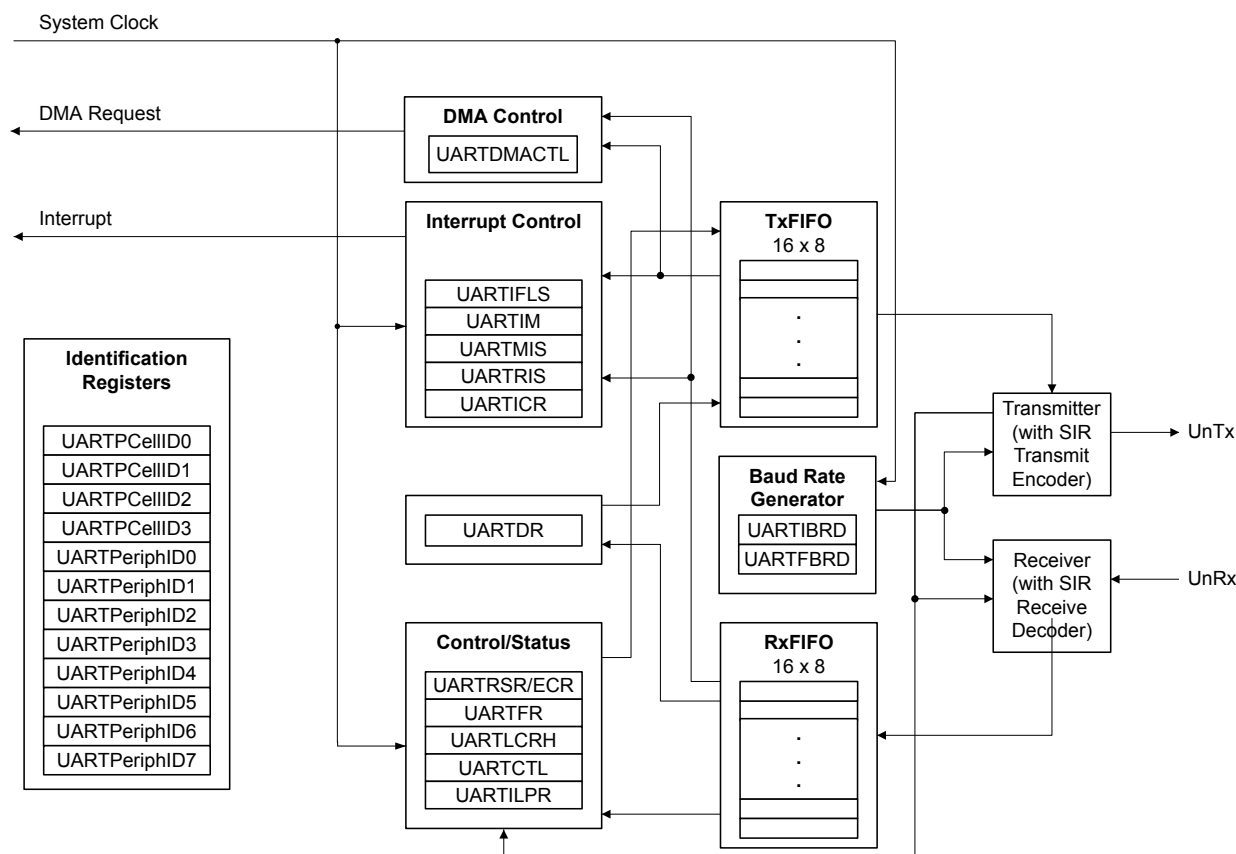 System Clock
DMA Request
DMA Control
UARTDMACTL
Interrupt
Interrupt Control
UARTIFLS
UARTIM
UARTMIS
UARTRIS
UARTICR
TxFIFO
16 x 8
.
.
.
Identification
Registers
UARTPCellID0
UARTPCellID1
UARTPCellID2
UARTPCellID3
UARTPeriphID0
UARTPeriphID1
UARTPeriphID2
UARTPeriphID3
UARTPeriphID4
UARTPeriphID5
UARTPeriphID6
UARTPeriphID7
Transmitter
(with SIR
Transmit
Encoder)
UnTx
Baud Rate
Generator
UARTIBRD
UARTFBRD
UARTDR
Receiver
(with SIR
Receive
Decoder)
UnRx
Control/Status
UARTRSR/ECR
UARTFR
UARTLCRH
UARTCTL
UARTILPR
RxFIFO
16 x 8
.
.
.